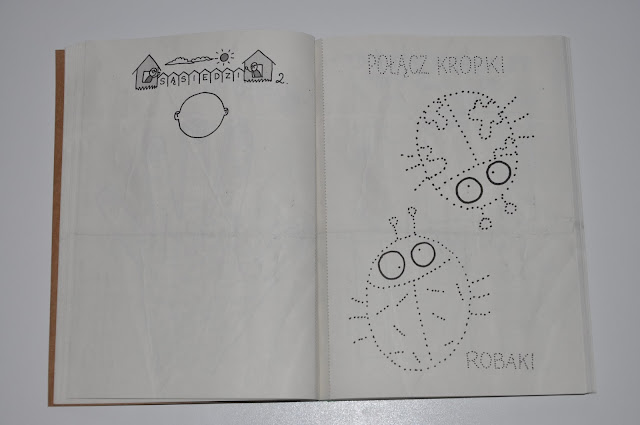 SĄSIEDZI 2.
POŁĄCZ KROPKI
ROBAKI